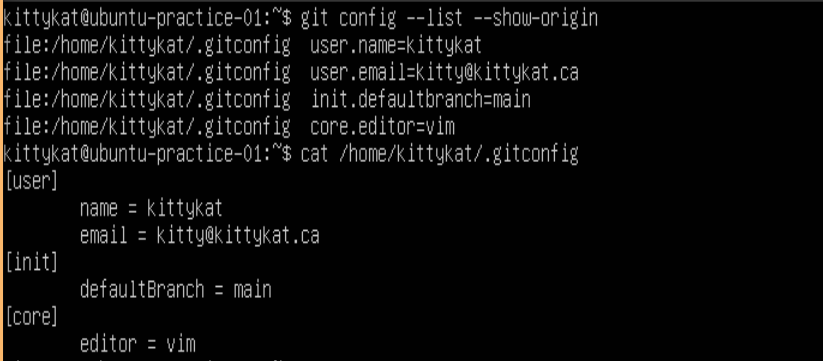 kittykat@ubuntu-practice-01:~$ git config --list --show-origin
file:/home/kittykat/.gitconfig  user.name=kittykat
file:/home/kittykat/.gitconfig  user.email=kitty@kittykat.ca
file:/home/kittykat/.gitconfig  init.defaultbranch=main
file:/home/kittykat/.gitconfig  core.editor=vim
kittykat@ubuntu-practice-01:~$ cat /home/kittykat/.gitconfig
[user]
        name = kittykat
        email = kitty@kittykat.ca
[init]
        defaultBranch = main
[core]
        editor = vim